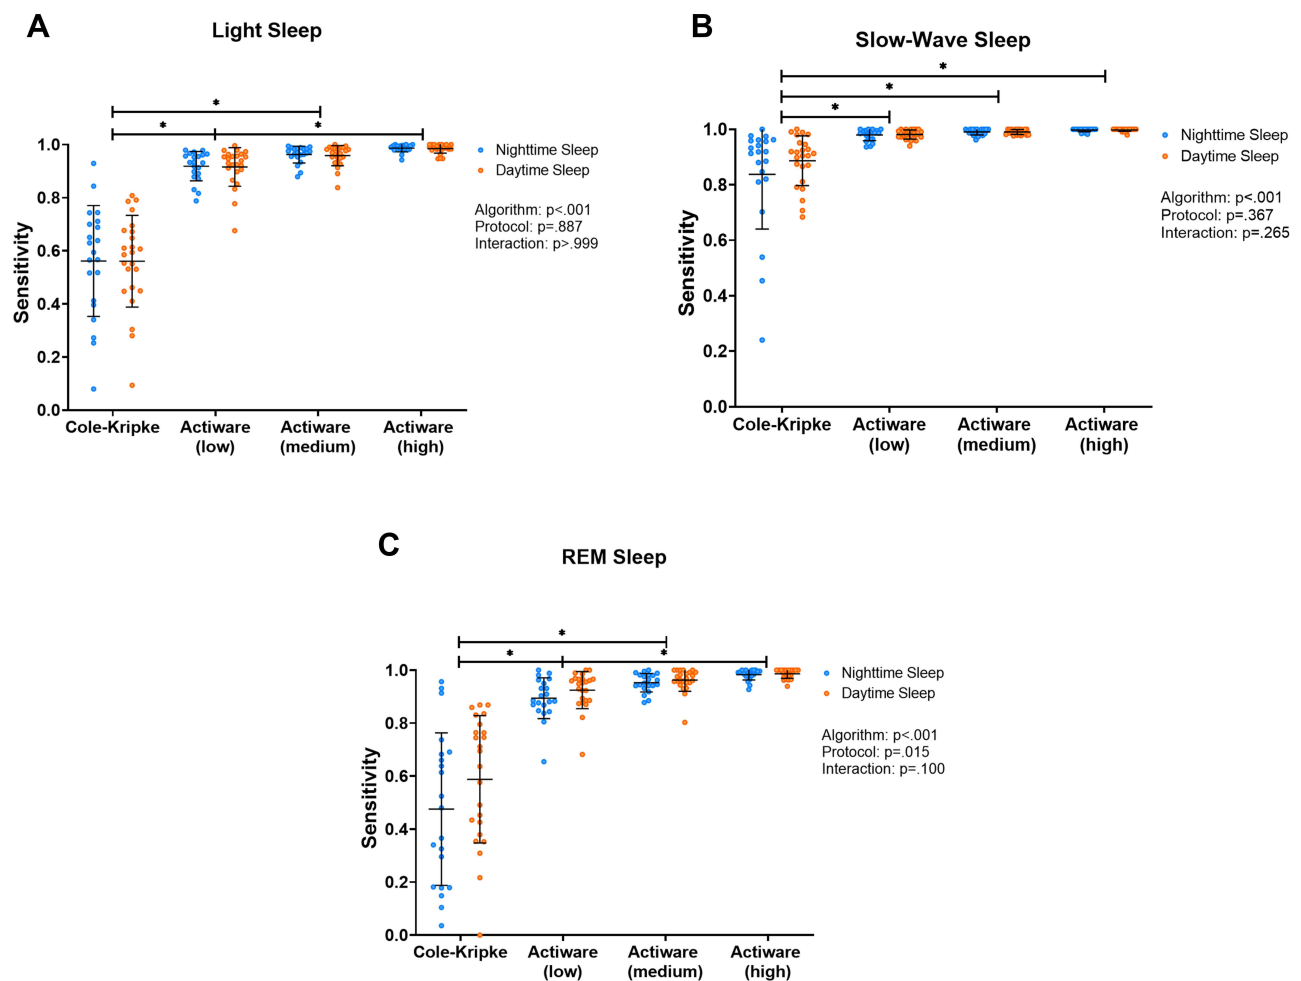 A
Light Sleep
*
*
*
1.0
0.8
0.6
0.4
0.2
0.0
Sensitivity
Cole-Kripke
Actiware
(low)
Actiware
(medium)
Actiware
(high)
Nighttime Sleep
Daytime Sleep
Algorithm: p<.001
Protocol: p=.887
Interaction: p>.999
B
Slow-Wave Sleep
*
*
*
1.0
0.8
0.6
0.4
0.2
0.0
Sensitivity
Cole-Kripke
Actiware
(low)
Actiware
(medium)
Actiware
(high)
Nighttime Sleep
Daytime Sleep
Algorithm: p<.001
Protocol: p=.367
Interaction: p=.265
C
REM Sleep
*
*
*
1.0
0.8
0.6
0.4
0.2
0.0
Sensitivity
Cole-Kripke
Actiware
(low)
Actiware
(medium)
Actiware
(high)
Nighttime Sleep
Daytime Sleep
Algorithm: p<.001
Protocol: p=.015
Interaction: p=.100